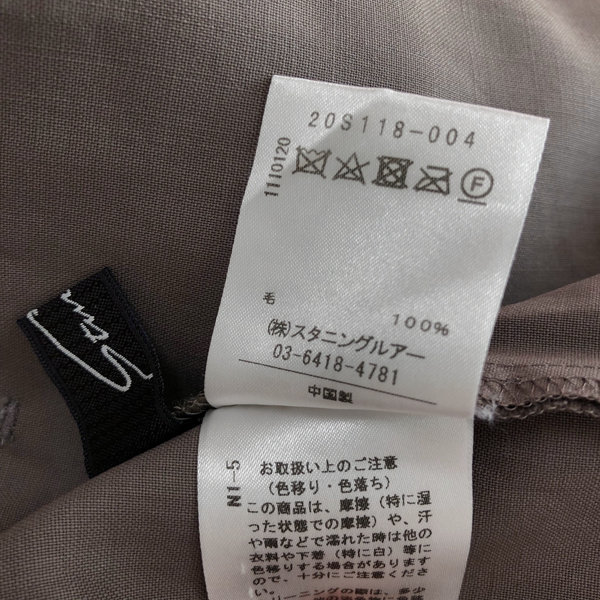 20S118-004
1110120
F
毛
100%
(株)スタニングルアー
03-6418-4781
中国製
N1-5
お取扱い上のご注意
(色移り・色落ち)
この商品は、摩擦(特に湿
った状態での摩擦)や、汗
や雨などで濡れた時は他の
衣料や下着(特に白)等に
色移りする場合があります
ので、十分にご注意くださ